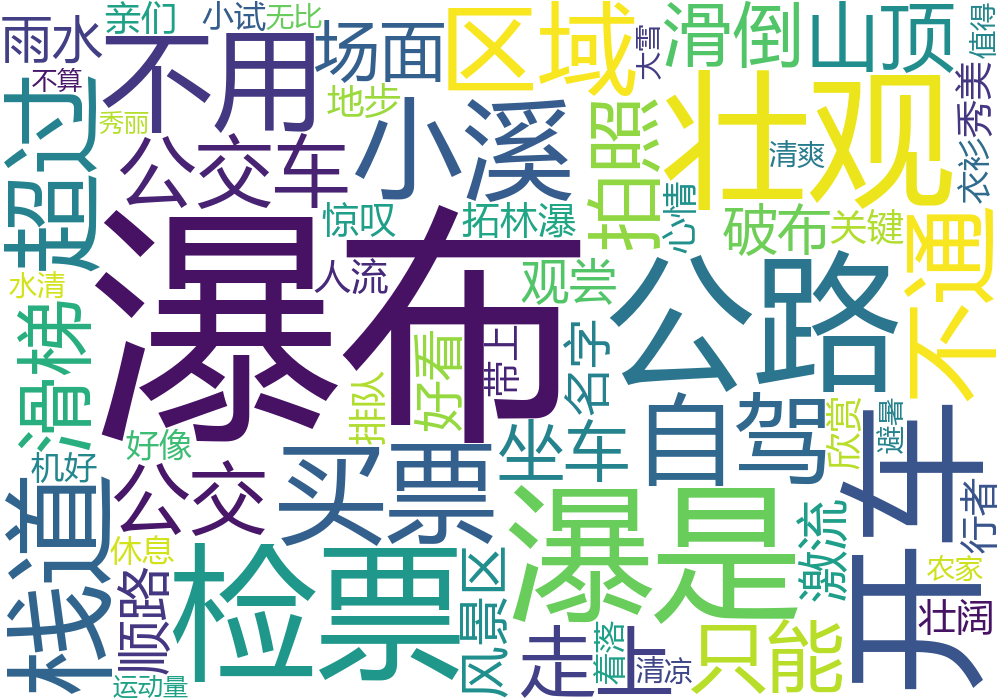 雨水
亲们
小试
无比
不算
不用
场面
区域
大雪
滑倒
山顶
值得
超过
秀丽
地步
公交车
小溪
拍照
壮观
清爽
秀美
衣衫
惊叹
拓林瀑
心情
破布
关键
不通
水清
瀑布
人流
观尝
公路
滑梯
好看
带上
名字
排队
好像
机好
买票
坐车
自驾
欣赏
避暑
开车
栈道
公交
检票
瀑是
激流
行者
休息
顺路
风景区
农家
壮阔
走上
着落
清凉
只能
运动量